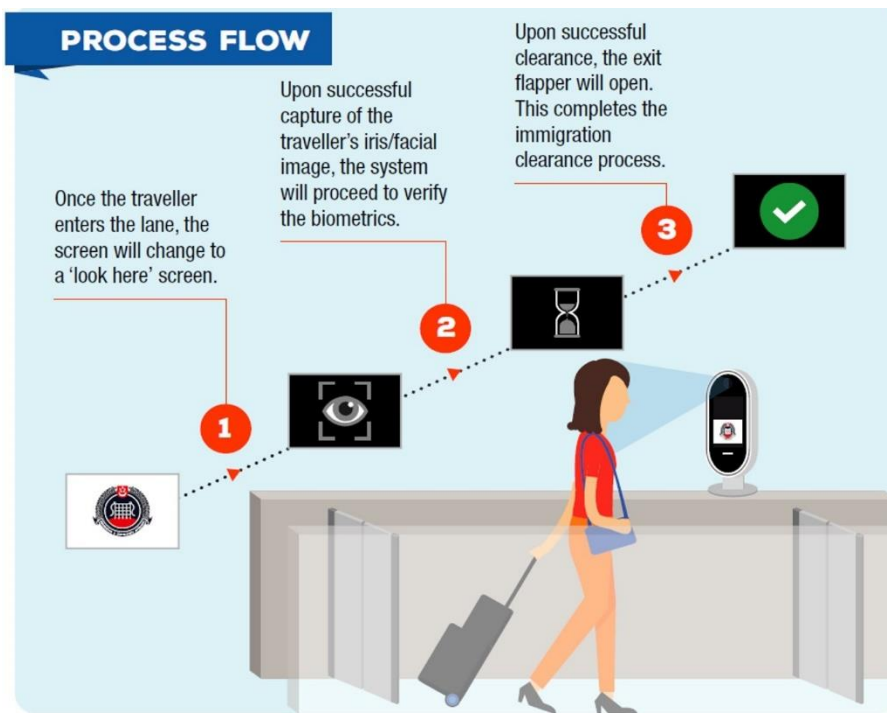 PROCESS FLOW
Once the traveller
enters the lane, the
screen will change to
a ‘look here’ screen.
1
Upon successful
capture of the
traveller’s iris/facial
image, the system
will proceed to verify
the biometrics.
2
Upon successful
clearance, the exit
flapper will open.
This completes the
immigration
clearance process.
3